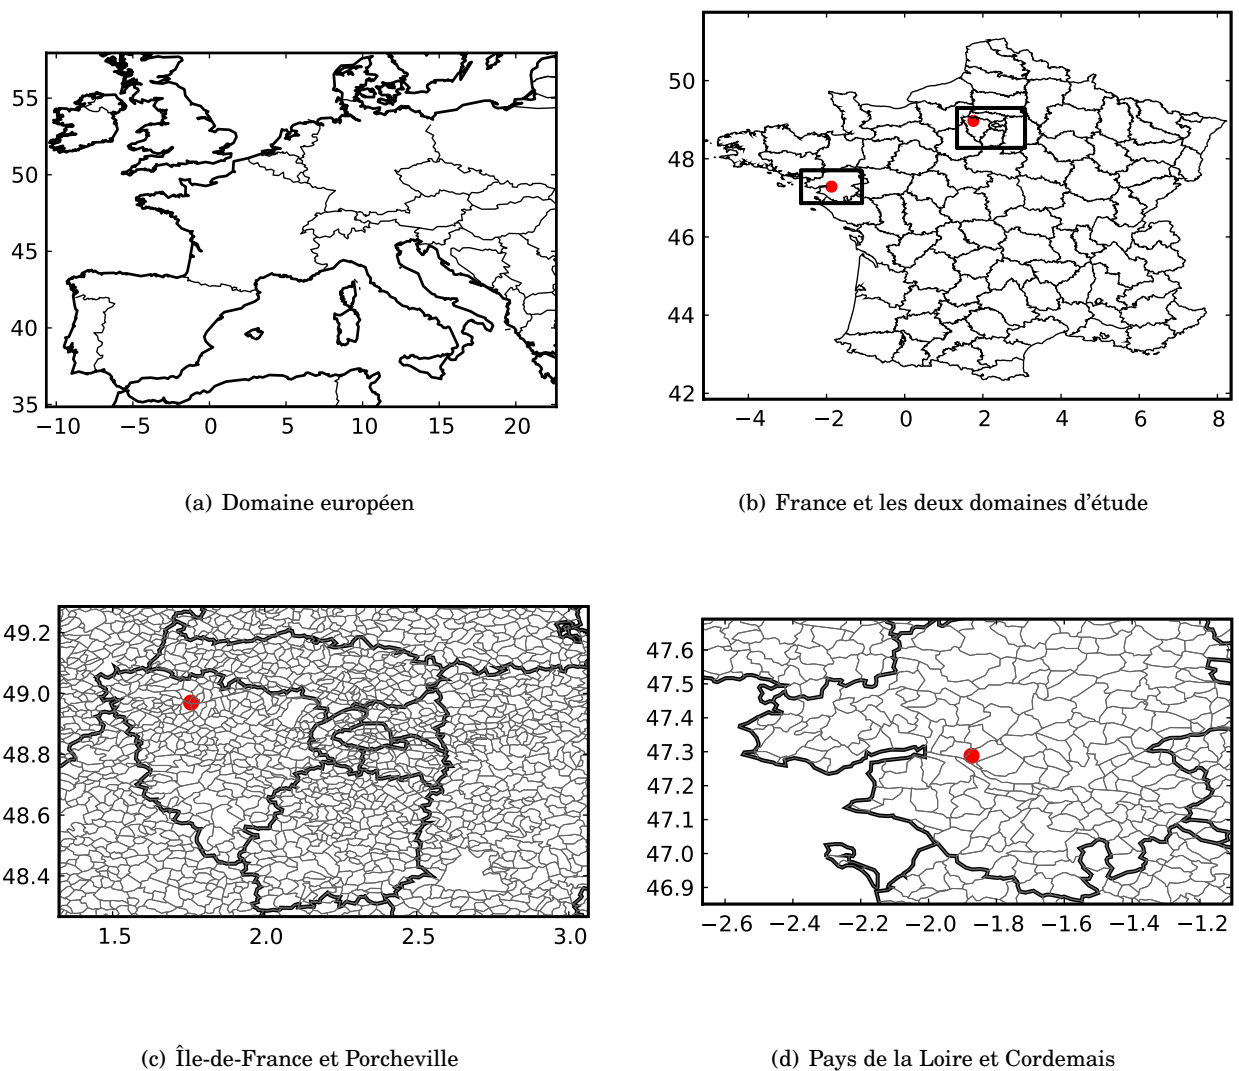 55
50
45
40
35
−10 −5 0 5 10 15 20
(a) Domaine européen
50
48
46
44
42
−4 −2 0 2 4 6 8
(b) France et les deux domaines d'étude
49.2
49.0
48.8
48.6
48.4
1.5 2.0 2.5 3.0
(c) Île-de-France et Porcheville
47.6
47.5
47.4
47.3
47.2
47.1
47.0
46.9
−2.6 −2.4 −2.2 −2.0 −1.8 −1.6 −1.4 −1.2
(d) Pays de la Loire et Cordemais